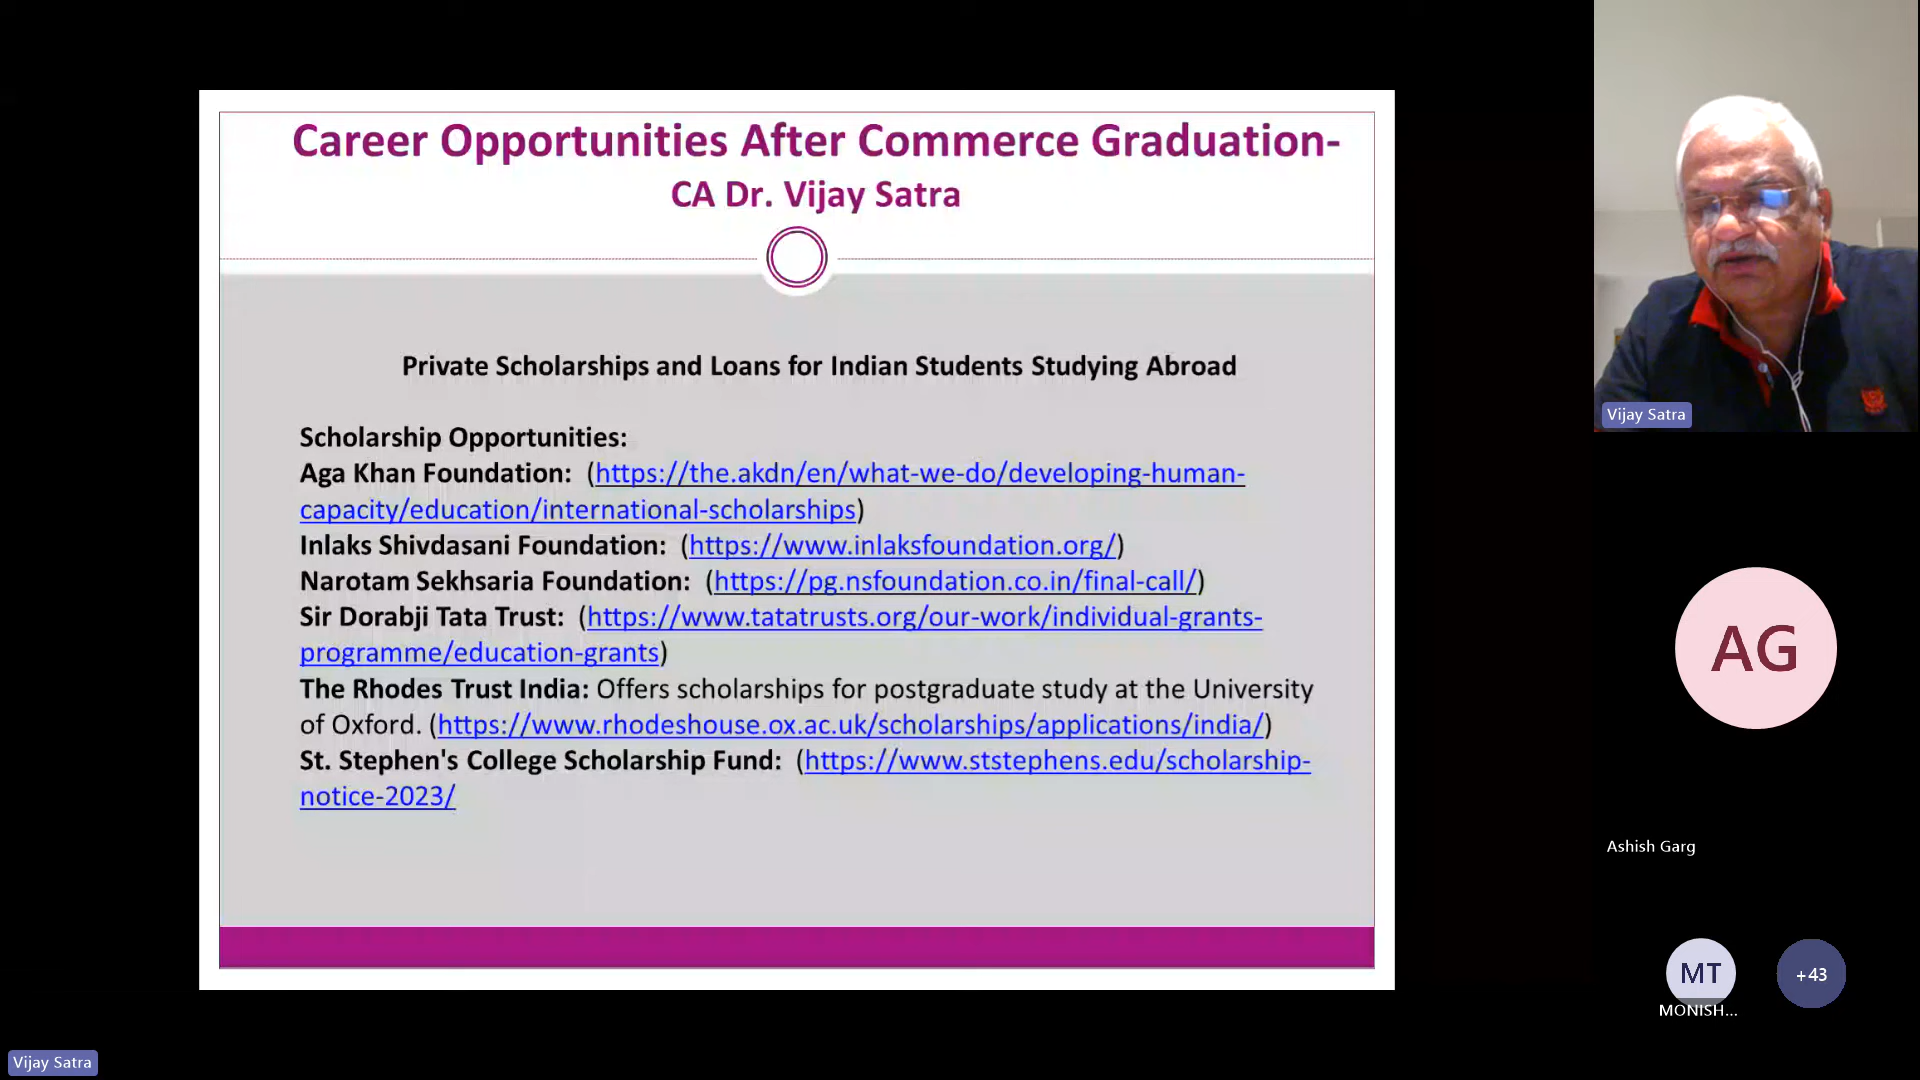 Career Opportunities After Commerce Graduation-
CA Dr. Vijay Satra
Private Scholarships and Loans for Indian Students Studying Abroad
Scholarship Opportunities:
Aga Khan Foundation: (https://the.akdn/en/what-we-do/developing-human-
capacity/education/international-scholarships)
Inlaks Shivdasani Foundation: (https://www.inlaksfoundation.org/)
Narotam Sekhsaria Foundation: (https://pg.nsfoundation.co.in/final-call/)
Sir Dorabji Tata Trust: (https://www.tatatrusts.org/our-work/individual-grants-
programme/education-grants)
The Rhodes Trust India: Offers scholarships for postgraduate study at the University
of Oxford. (https://www.rhodeshouse.ox.ac.uk/scholarships/applications/india/)
St. Stephen's College Scholarship Fund: (https://www.ststephens.edu/scholarship-
notice-2023/
Vijay Satra
AG
Ashish Garg
MT
+43
MONISH...
Vijay Satra